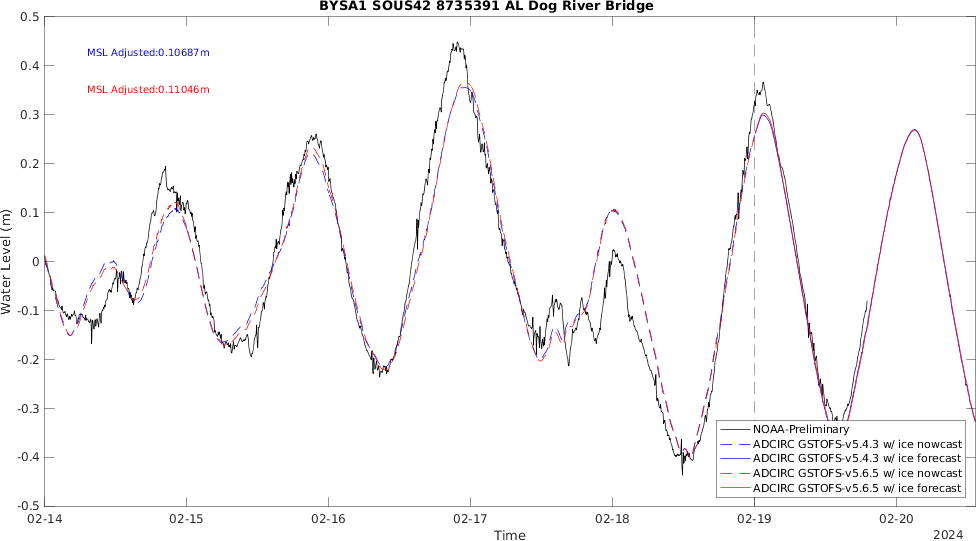 BYSA1 SOUS42 8735391 AL Dog River Bridge
MSL Adjusted:0.10687m
MSL Adjusted:0.11046m
Water Level (m)
0.5
0.4
0.3
0.2
0.1
0
-0.1
-0.2
-0.3
-0.4
-0.5
NOAA-Preliminary
ADCIRC GSTOFS-v5.4.3 w/ ice nowcast
ADCIRC GSTOFS-v5.4.3 w/ ice forecast
ADCIRC GSTOFS-v5.6.5 w/ ice nowcast
ADCIRC GSTOFS-v5.6.5 w/ ice forecast
02-14 02-15 02-16 02-17 02-18 02-19 02-20
Time
2024